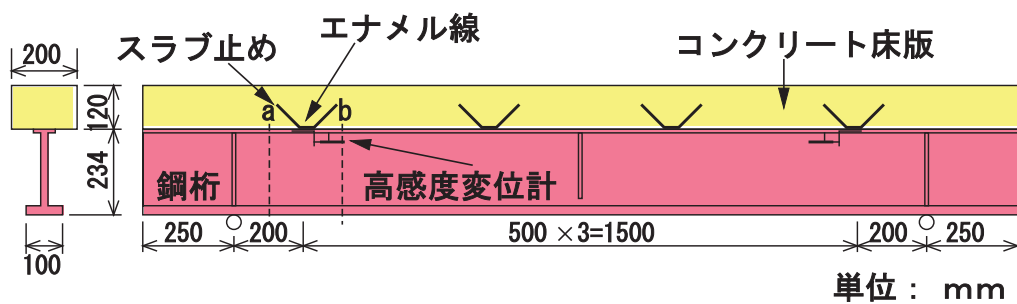 エナメル線
スラブ止め
コンクリート床版
200
120
a
b
234
鋼桁
高感度変位計
250
200
500 ×3=1500
200
250
100
単位： mm